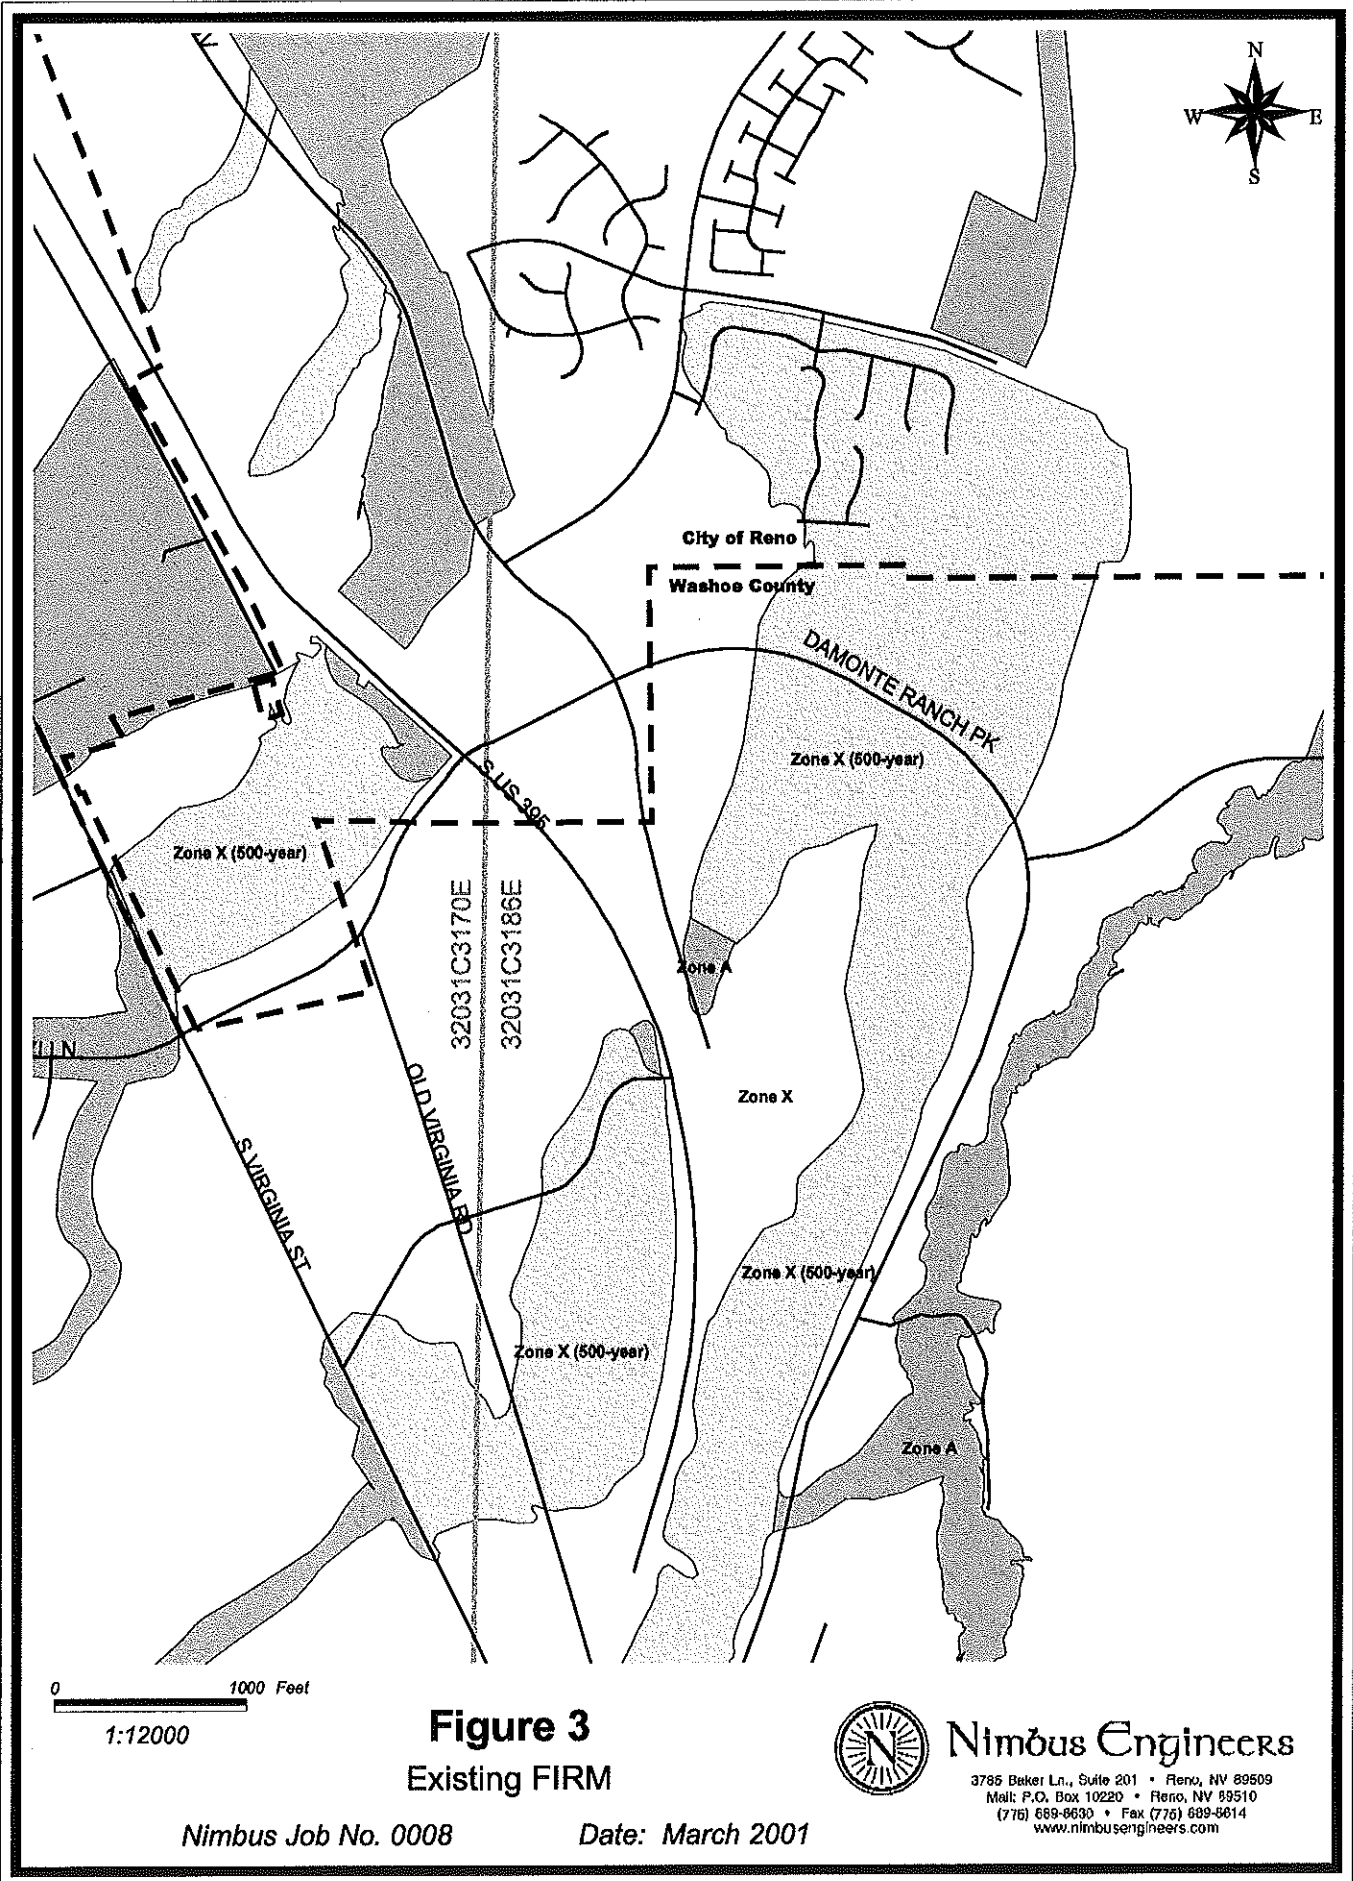 N
W E
S
City of Reno
Washoe County
DAMONTE RANCH PK
Zone X (500-year)
S US 395
Zone X (500-year)
32031C3170E
32031C3186E
Zone A
Zone X
OLD VIRGINIA RD
S VIRGINIA ST
Zone X (500-year)
Zone X (500-year)
Zone A
0 1000 Feet
1:12000
Figure 3
Existing FIRM
Nimbus Job No. 0008 Date: March 2001
N
Nimbus Engineers
3785 Baker Ln., Suite 201 • Reno, NV 89509
Mail: P.O. Box 10220 • Reno, NV 89510
(775) 689-8630 • Fax (775) 689-8614
www.nimbusengineers.com